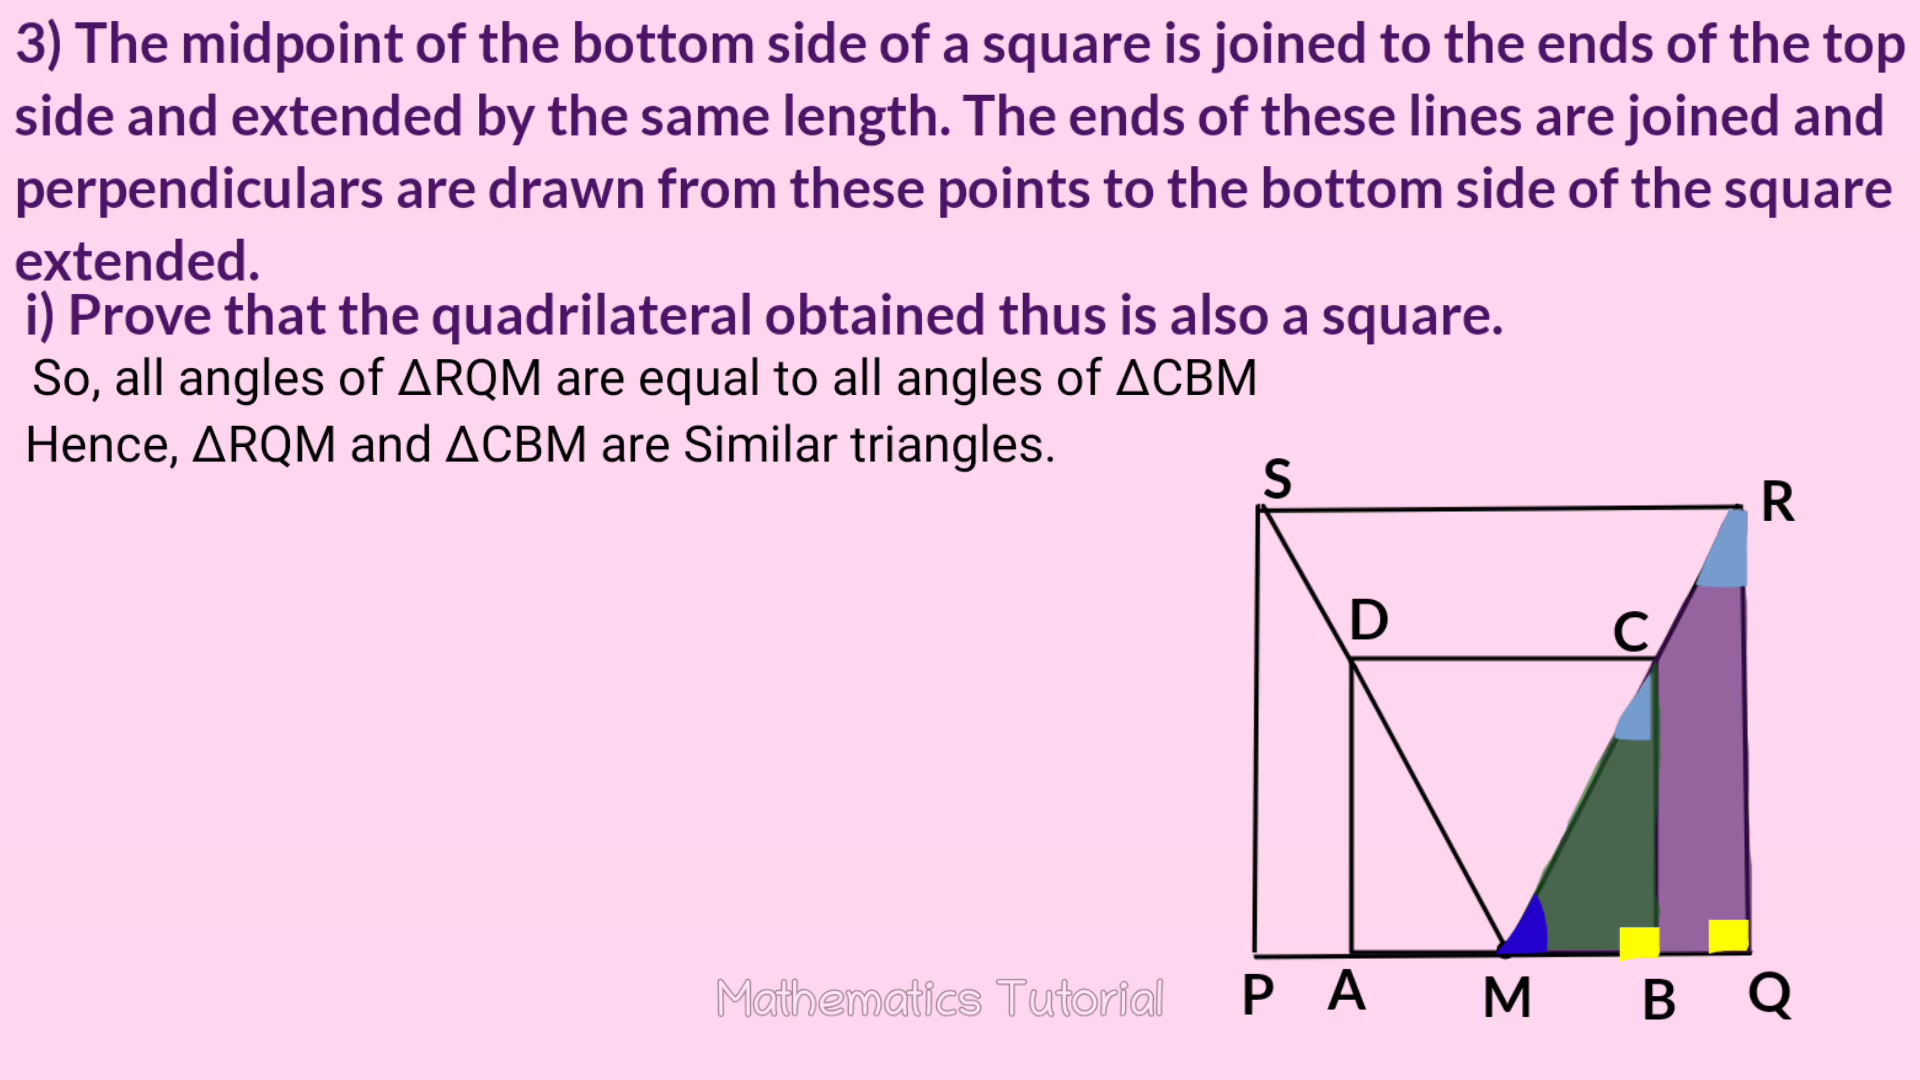 3) The midpoint of the bottom side of a square is joined to the ends of the top
side and extended by the same length. The ends of these lines are joined and
perpendiculars are drawn from these points to the bottom side of the square
extended.
i) Prove that the quadrilateral obtained thus is also a square.
So, all angles of ΔRQM are equal to all angles of ΔCBM
Hence, ΔRQM and ΔCBM are Similar triangles.
S
R
D
C
P
A
M
B
Q
Mathematics Tutorial